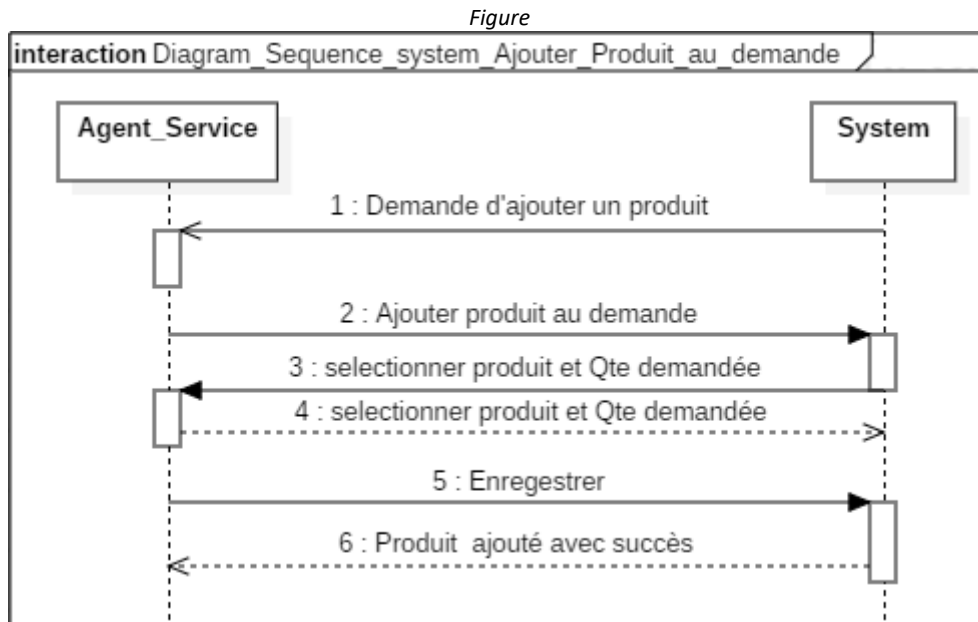 Figure
interaction Diagram_Sequence_system_Ajouter_Produit_au_demande
Agent_Service
System
1 : Demande d'ajouter un produit
2 : Ajouter produit au demande
3 : selectionner produit et Qte demandée
4 : selectionner produit et Qte demandée
5 : Enregestrer
6 : Produit ajouté avec succès